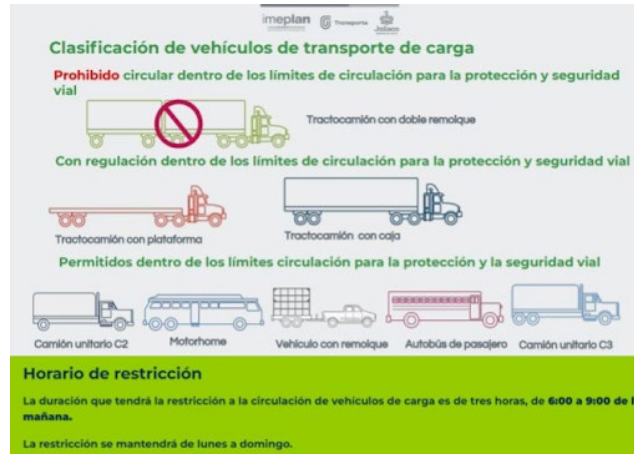 imeplan Transporte Jalisco
Clasificación de vehículos de transporte de carga
Prohibido circular dentro de los límites de circulación para la protección y seguridad
vial
Tractocamión con doble remolque
Con regulación dentro de los límites de circulación para la protección y seguridad vial
Tractocamión con plataforma
Tractocamión con caja
Permitidos dentro de los límites circulación para la protección y la seguridad vial
Camión unitario C2
Motorhome
Vehículo con remolque
Autobús de pasajero
Camión unitario C3
Horario de restricción
La duración que tendrá la restricción a la circulación de vehículos de carga es de tres horas, de 6:00 a 9:00 de l
mañana.
La restricción se mantendrá de lunes a domingo.